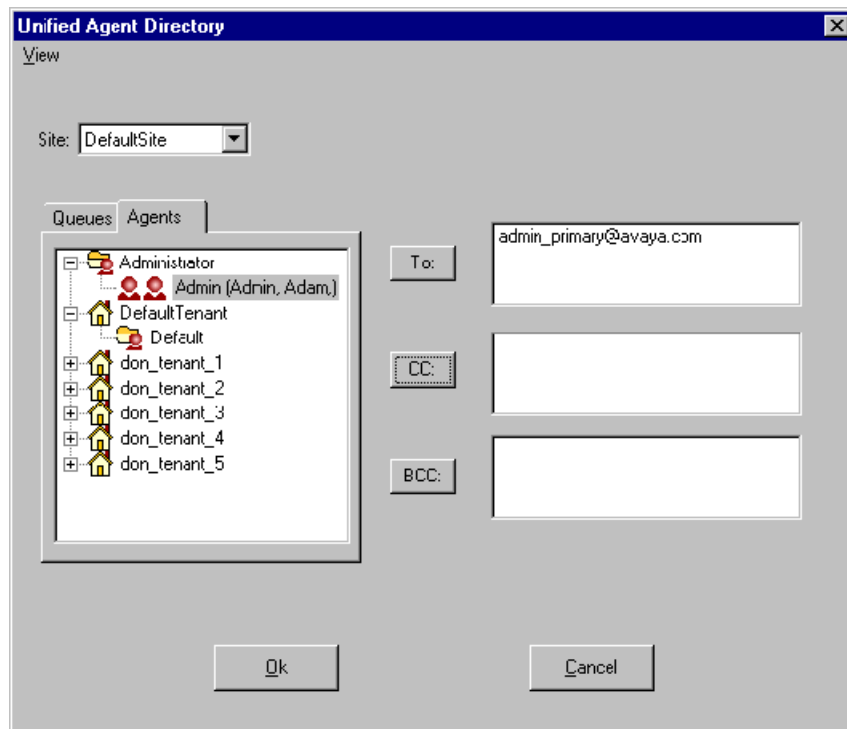 Unified Agent Directory
View
Site: DefaultSite
Queues Agents
Administrator
Admin (Admin, Adam,)
DefaultTenant
Default
don_tenant_1
don_tenant_2
don_tenant_3
don_tenant_4
don_tenant_5
To:
admin_primary@avaya.com
CC:
BCC:
Ok
Cancel